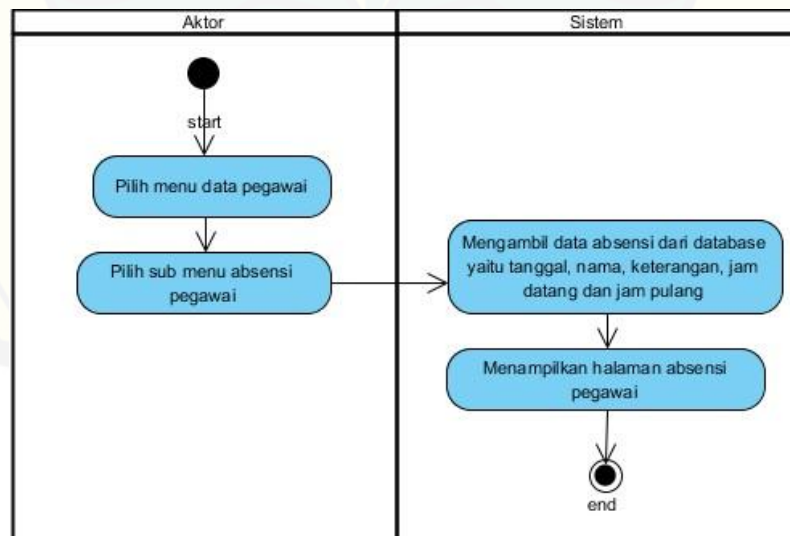 Aktor
Sistem
start
Pilih menu data pegawai
Pilih sub menu absensi
pegawai
Mengambil data absensi dari database
yaitu tanggal, nama, keterangan, jam
datang dan jam pulang
Menampilkan halaman absensi
pegawai
end